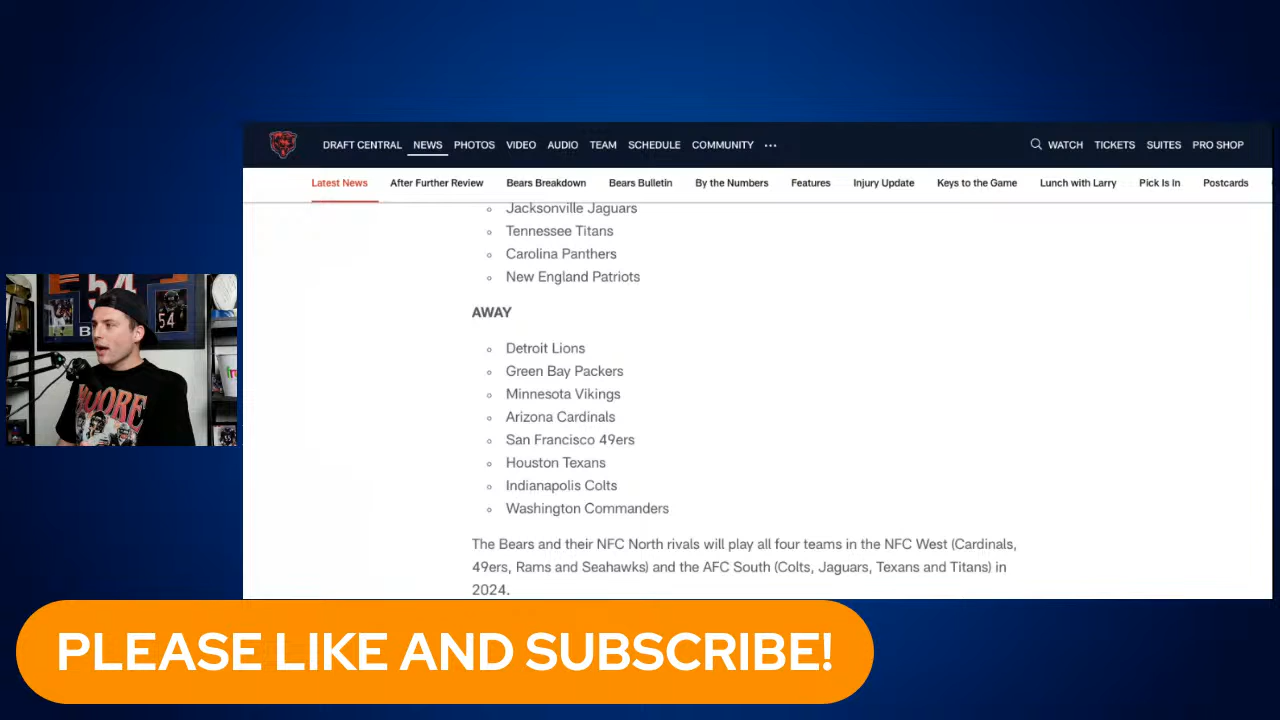 DRAFT CENTRAL NEWS PHOTOS VIDEO AUDIO TEAM SCHEDULE COMMUNITY ... WATCH TICKETS SUITES PRO SHOP
Latest News After Further Review Bears Breakdown Bears Bulletin By the Numbers Features Injury Update Keys to the Game Lunch with Larry Pick Is In Postcards
Jacksonville Jaguars
Tennessee Titans
Carolina Panthers
New England Patriots
AWAY
Detroit Lions
Green Bay Packers
Minnesota Vikings
Arizona Cardinals
San Francisco 49ers
Houston Texans
Indianapolis Colts
Washington Commanders
The Bears and their NFC North rivals will play all four teams in the NFC West (Cardinals,
49ers, Rams and Seahawks) and the AFC South (Colts, Jaguars, Texans and Titans) in
2024.
54
54
MOORE
PLEASE LIKE AND SUBSCRIBE!